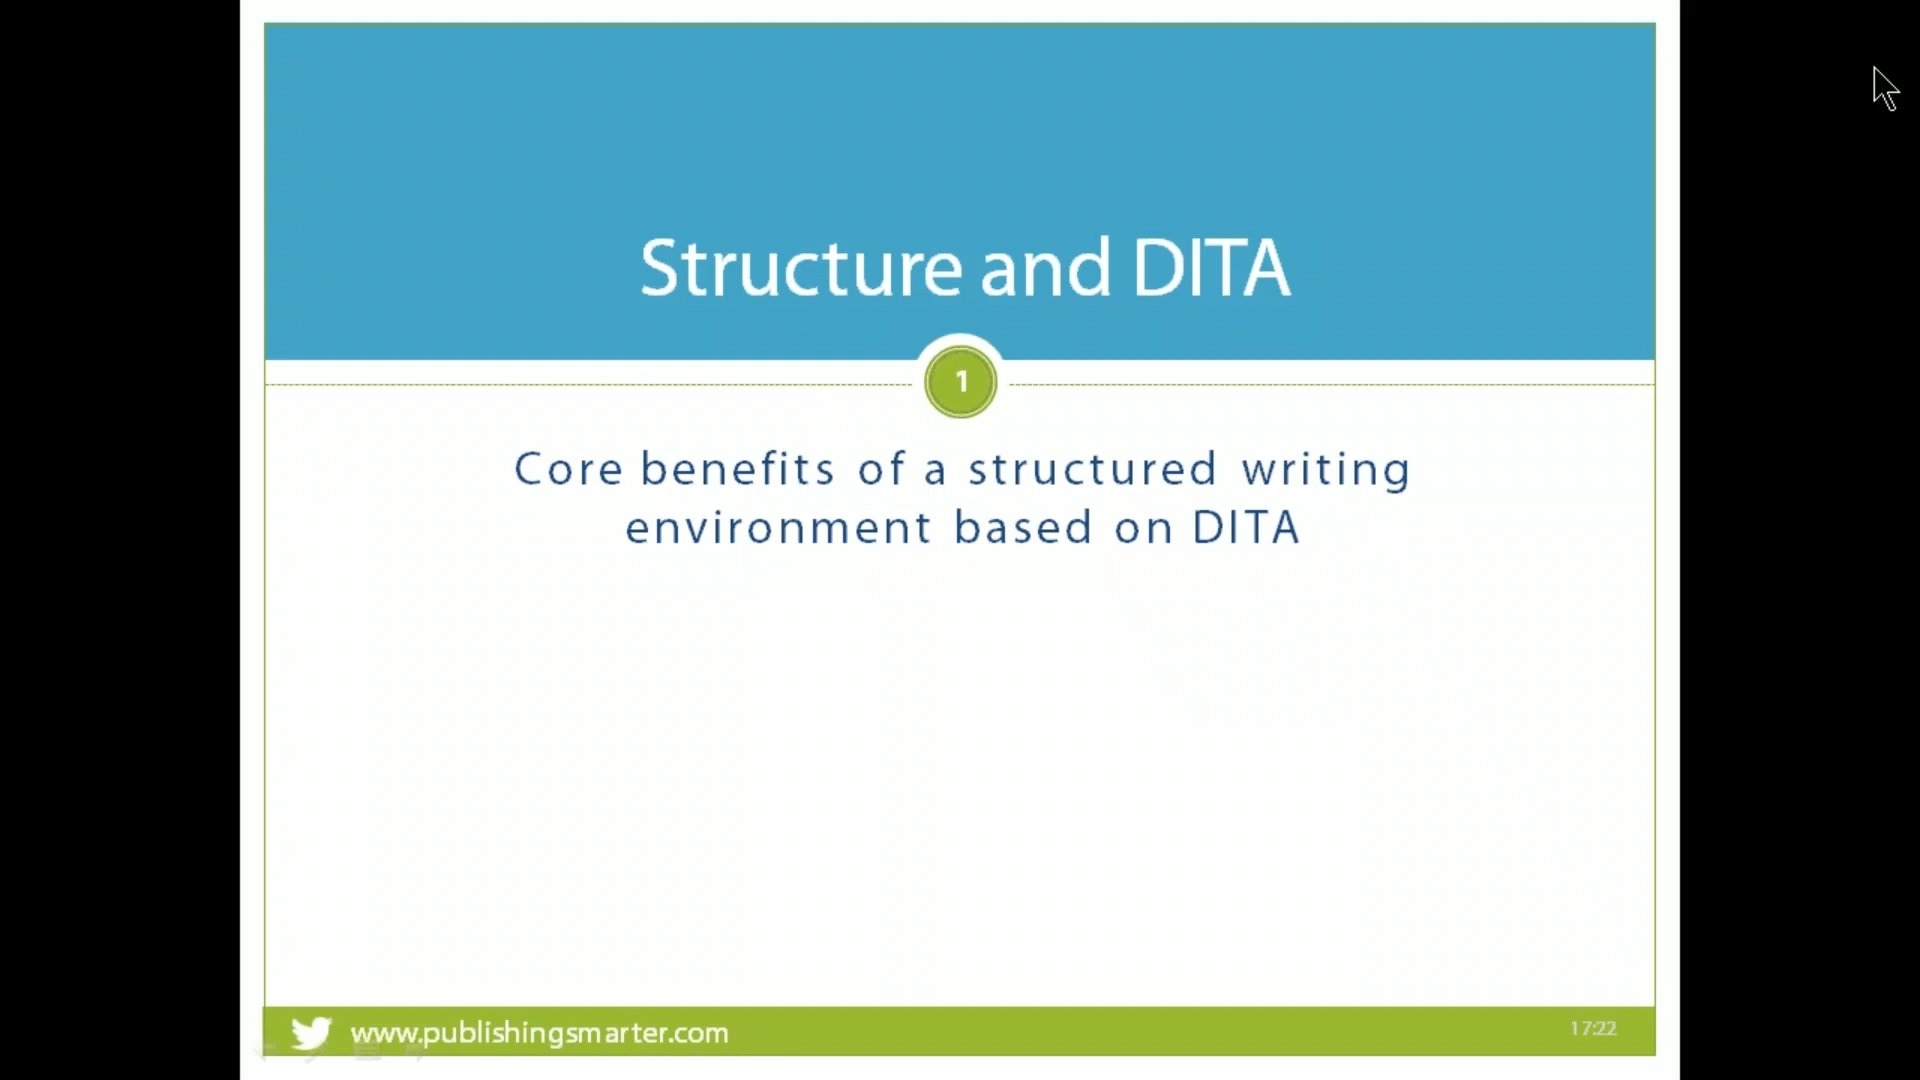 Structure and DITA
1
Core benefits of a structured writing
environment based on DITA
www.publishingsmarter.com
17:22